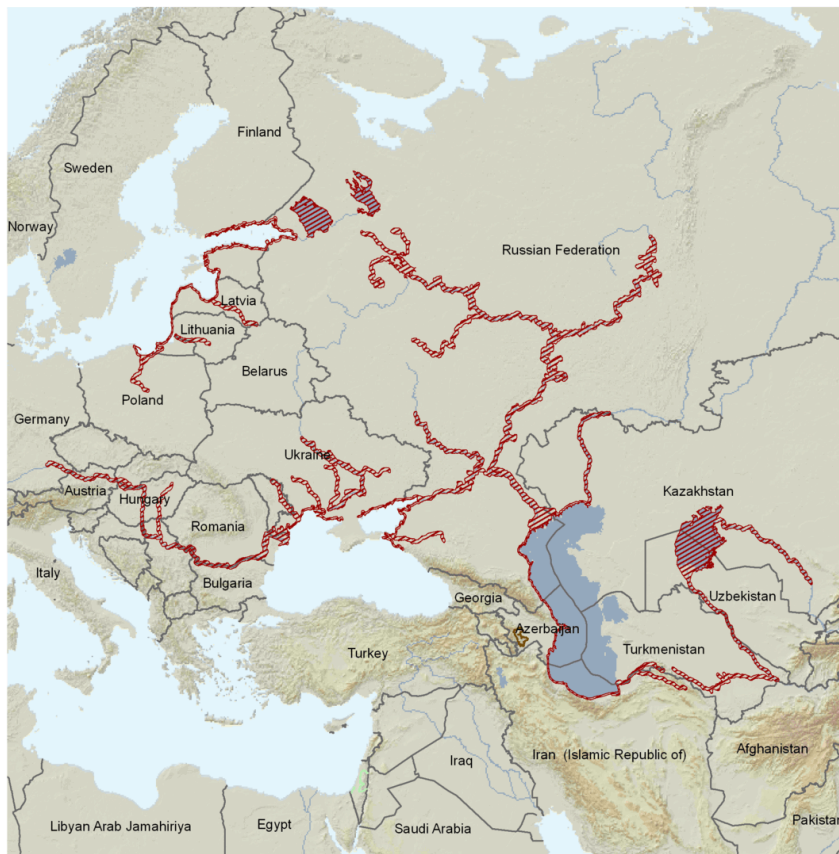 Finland
Sweden
Norway
Russian Federation
Latvia
Lithuania
Belarus
Poland
Germany
Ukraine
Kazakhstan
Austria
Hungary
Romania
Italy
Bulgaria
Georgia
Uzbekistan
Azerbaijan
Turkey
Turkmenistan
Iraq
Iran (Islamic Republic of)
Afghanistan
Libyan Arab Jamahiriya
Egypt
Saudi Arabia
Pakistan